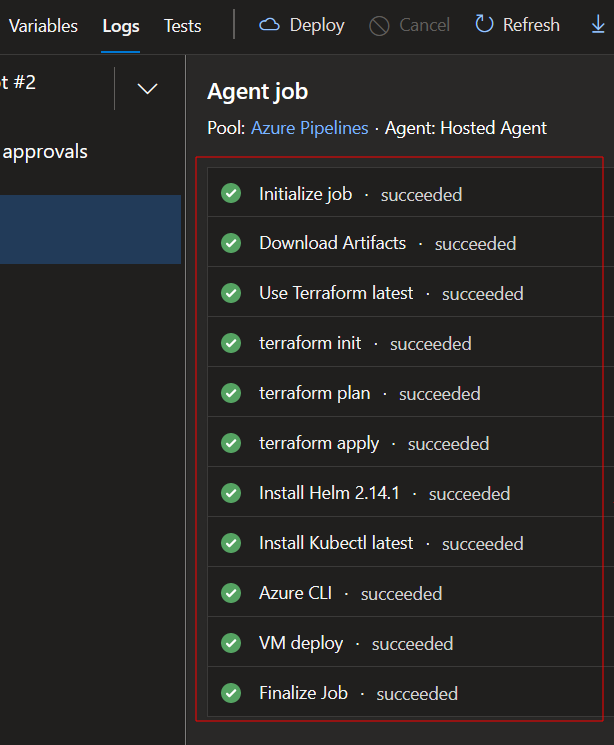 Variables Logs Tests Deploy Cancel Refresh
t #2
approvals
Agent job
Pool: Azure Pipelines · Agent: Hosted Agent
Initialize job · succeeded
Download Artifacts · succeeded
Use Terraform latest · succeeded
terraform init · succeeded
terraform plan · succeeded
terraform apply · succeeded
Install Helm 2.14.1 · succeeded
Install Kubectl latest · succeeded
Azure CLI · succeeded
VM deploy · succeeded
Finalize Job · succeeded